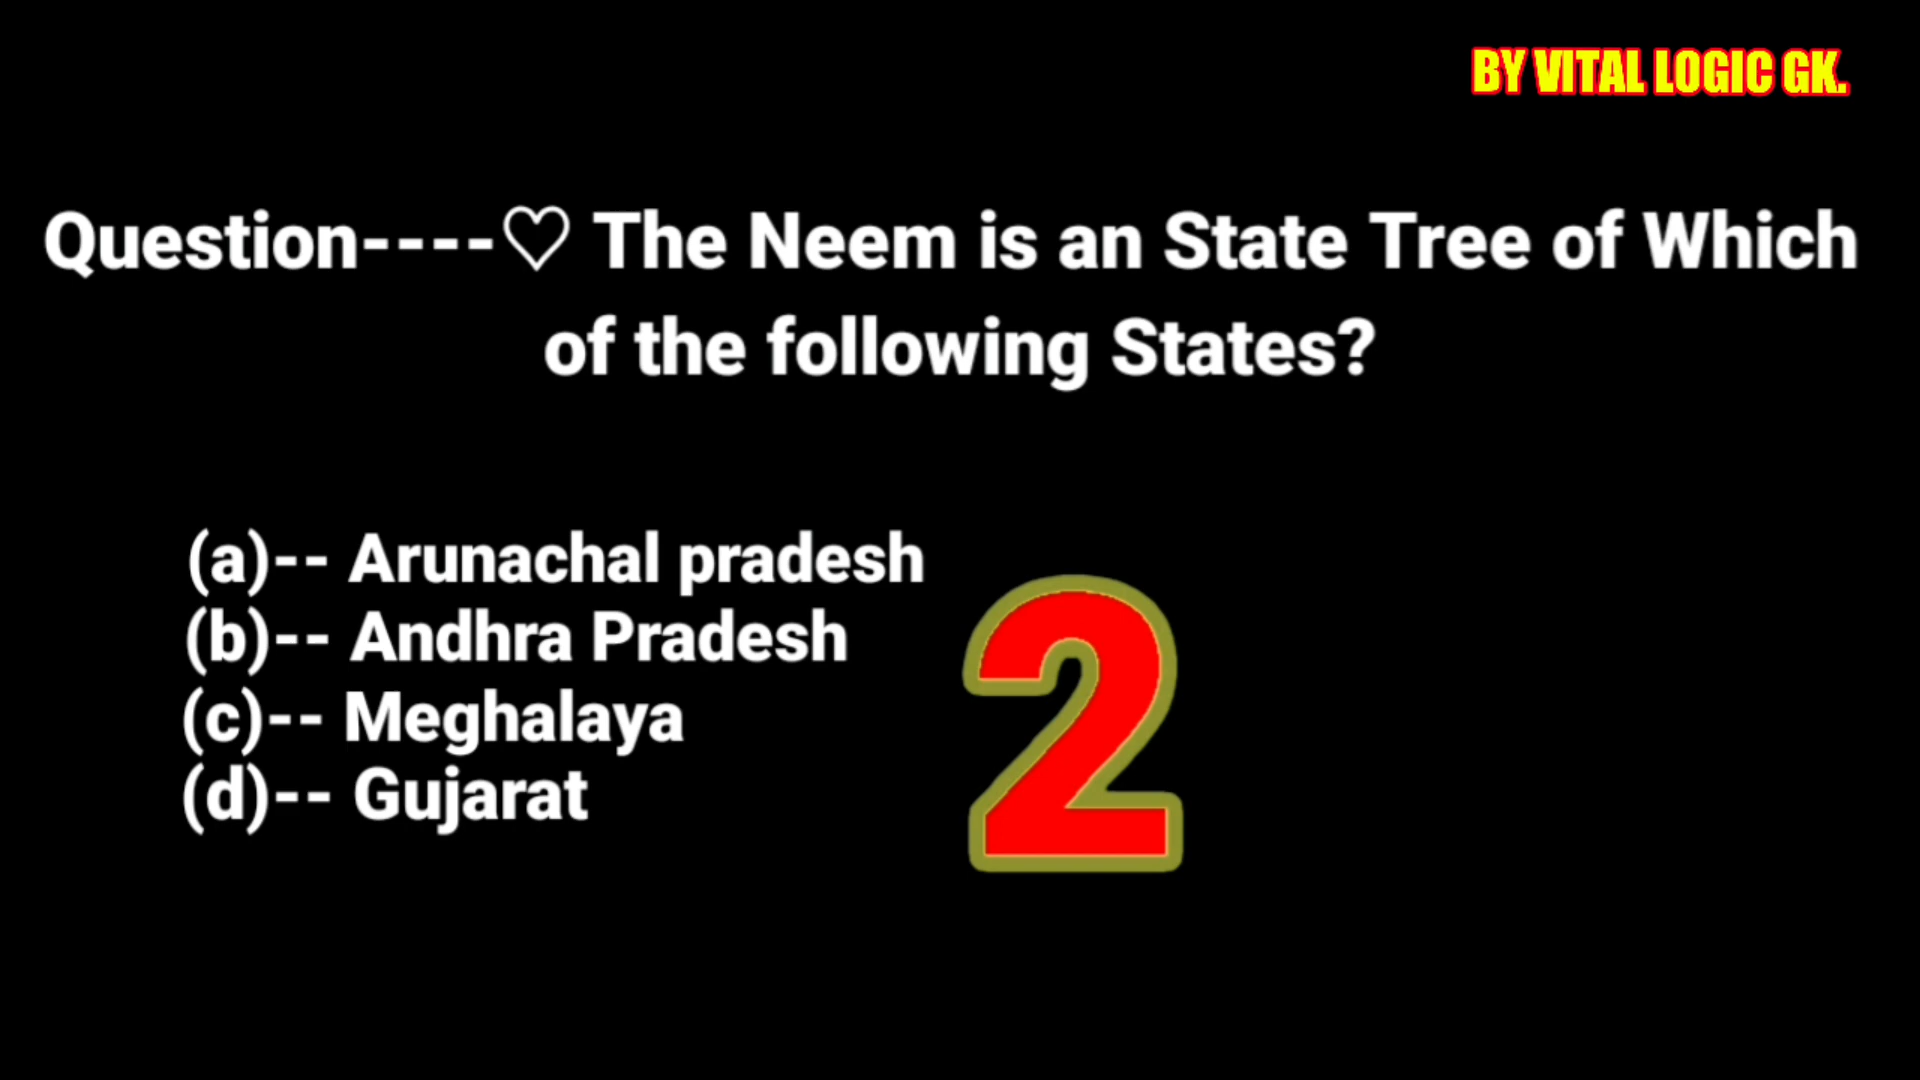 BY VITAL LOGIC GK.
Question----♡ The Neem is an State Tree of Which
of the following States?
(a)-- Arunachal pradesh
(b)-- Andhra Pradesh
(c)-- Meghalaya
(d)-- Gujarat
2